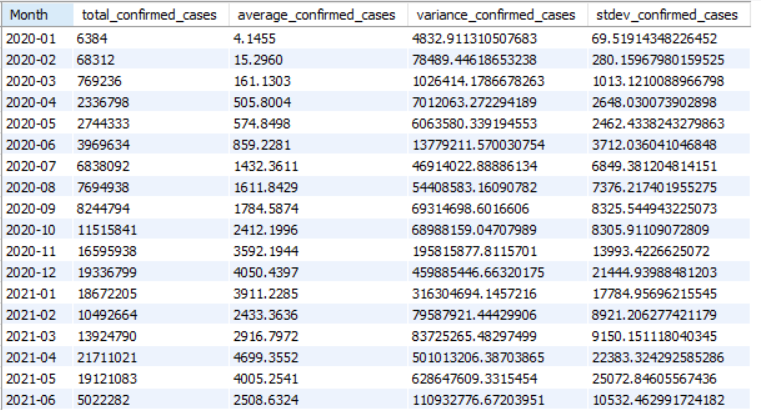 Month total_confirmed_cases average_confirmed_cases variance_confirmed_cases stdev_confirmed_cases
2020-01 6384 4.1455 4832.911310507683 69.51914348226452
2020-02 68312 15.2960 78489.44618653238 280.15967980159525
2020-03 769236 161.1303 1026414.1786678263 1013.1210088966798
2020-04 2336798 505.8004 7012063.272294189 2648.030073902898
2020-05 2744333 574.8498 6063580.339194553 2462.4338243279863
2020-06 3969634 859.2281 13779211.570030754 3712.036041046848
2020-07 6838092 1432.3611 46914022.88886134 6849.381204814151
2020-08 7694938 1611.8429 54408583.16090782 7376.217401955275
2020-09 8244794 1784.5874 69314698.6016606 8325.544943225073
2020-10 11515841 2412.1996 68988159.04707989 8305.91109072809
2020-11 16595938 3592.1944 195815877.8115701 13993.4226625072
2020-12 19336799 4050.4397 459885446.66320175 21444.93988481203
2021-01 18672205 3911.2285 316304694.1457216 17784.95696215545
2021-02 10492664 2433.3636 79587921.44429906 8921.206277421179
2021-03 13924790 2916.7972 83725265.48297499 9150.151118040345
2021-04 21711021 4699.3552 501013206.38703865 22383.324292585286
2021-05 19121083 4005.2541 628647609.3315454 25072.84605567436
2021-06 5022282 2508.6324 110932776.67203951 10532.462991724182